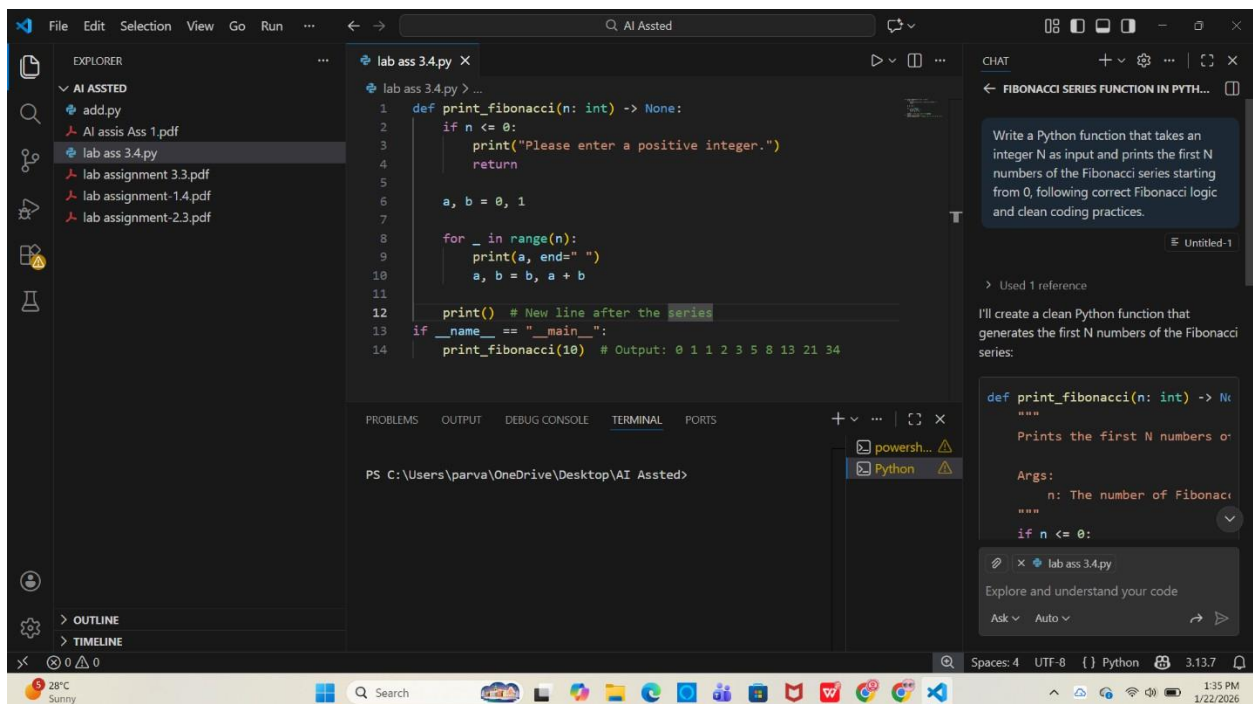 File Edit Selection View Go Run ...
AI Assted
EXPLORER
AI ASSTED
add.py
AI assis Ass 1.pdf
lab ass 3.4.py
lab assignment 3.3.pdf
lab assignment-1.4.pdf
lab assignment-2.3.pdf
OUTLINE
TIMELINE
lab ass 3.4.py
lab ass 3.4.py > ...
1 def print_fibonacci(n: int) -> None:
2 if n <= 0:
3 print("Please enter a positive integer.")
4 return
5
6 a, b = 0, 1
7
8 for _ in range(n):
9 print(a, end=" ")
10 a, b = b, a + b
11
12 print() # New line after the series
13 if __name__ == "__main__":
14 print_fibonacci(10) # Output: 0 1 1 2 3 5 8 13 21 34
PROBLEMS OUTPUT DEBUG CONSOLE TERMINAL PORTS
PS C:\Users\parva\OneDrive\Desktop\AI Assted>
powersh...
Python
CHAT
FIBONACCI SERIES FUNCTION IN PYTH...
Write a Python function that takes an
integer N as input and prints the first N
numbers of the Fibonacci series starting
from 0, following correct Fibonacci logic
and clean coding practices.
Untitled-1
> Used 1 reference
I'll create a clean Python function that
generates the first N numbers of the Fibonacci
series:
def print_fibonacci(n: int) -> No
"""
Prints the first N numbers o
Args:
n: The number of Fibonacc
"""
if n <= 0:
lab ass 3.4.py
Explore and understand your code
Ask Auto
0 0 Spaces: 4 UTF-8 {} Python 3.13.7
5 28°C
Sunny
Search
1:35 PM
1/22/2026